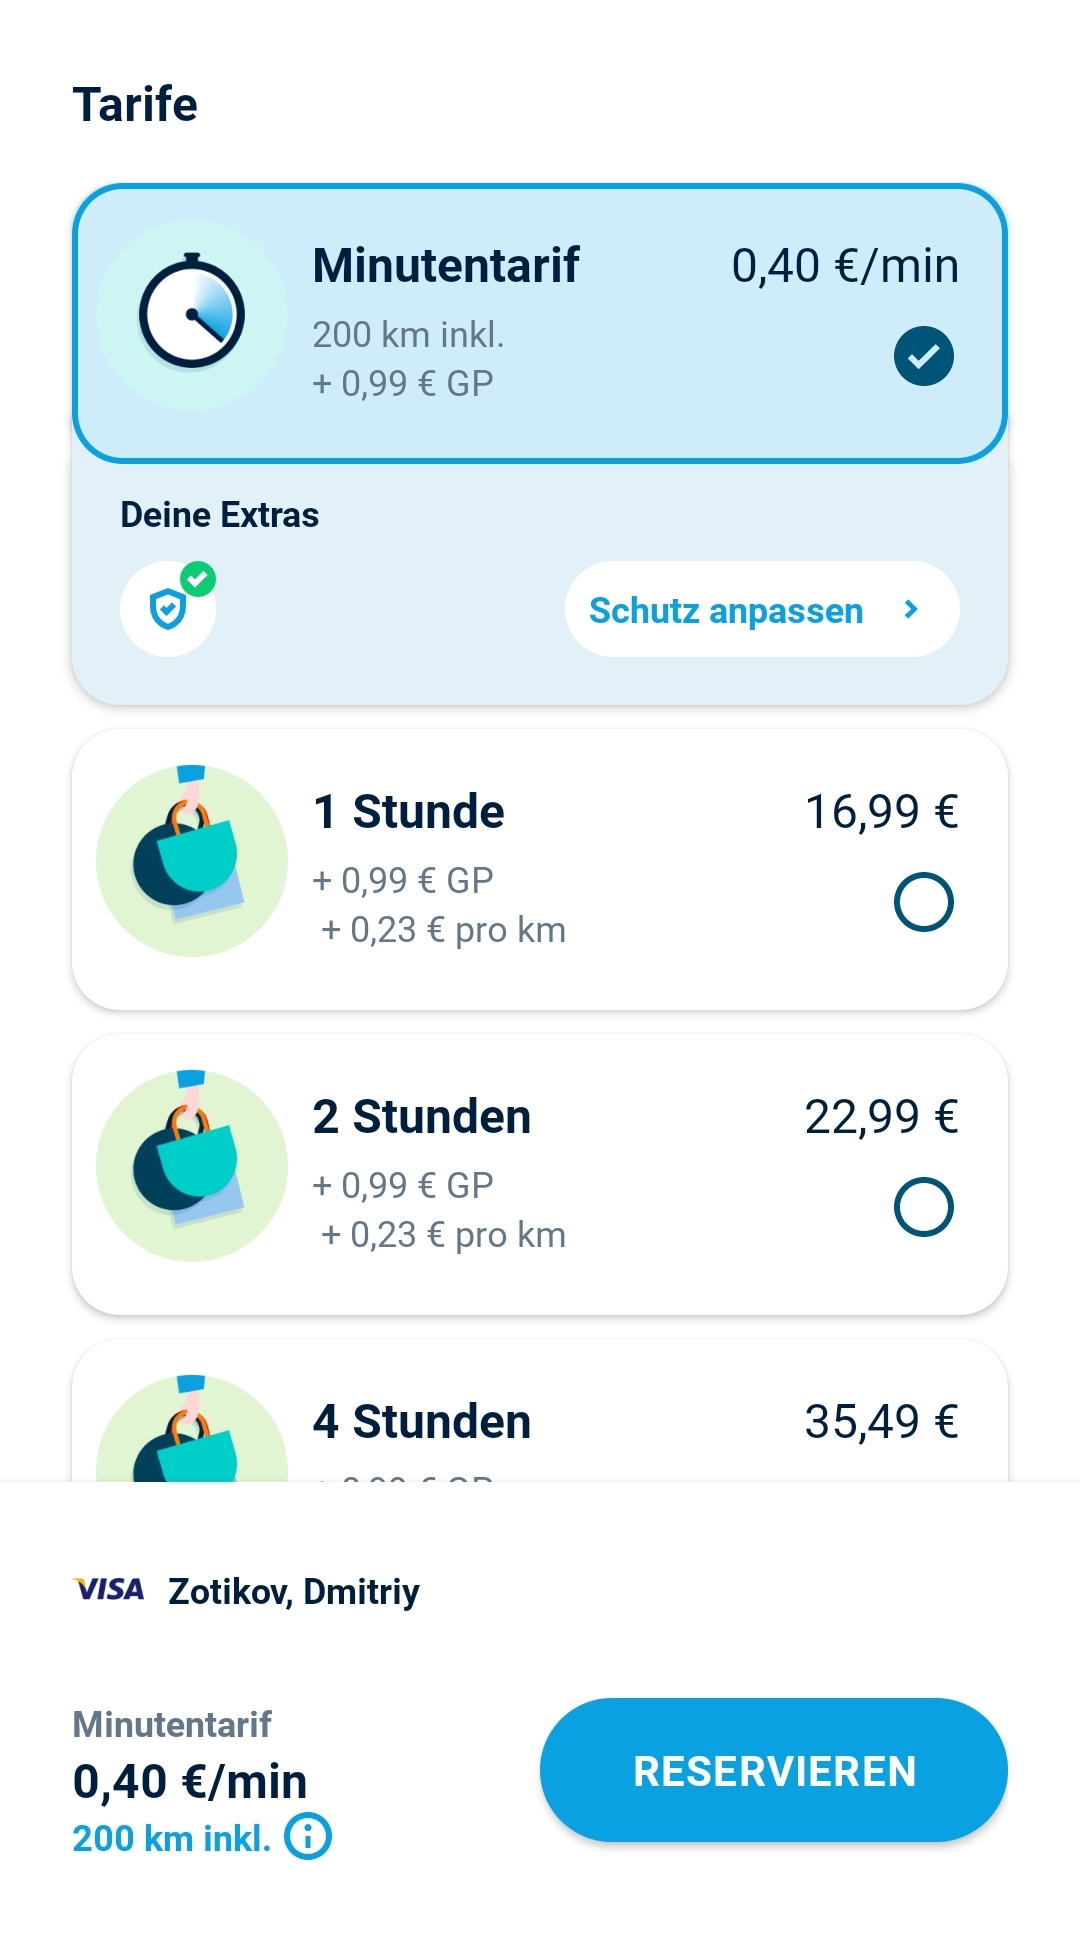 Tarife
Minutentarif 0,40 €/min
200 km inkl.
+ 0,99 € GP
Deine Extras
Schutz anpassen
1 Stunde 16,99 €
+ 0,99 € GP
+ 0,23 € pro km
2 Stunden 22,99 €
+ 0,99 € GP
+ 0,23 € pro km
4 Stunden 35,49 €
VISA Zotikov, Dmitriy
Minutentarif
0,40 €/min
200 km inkl.
RESERVIEREN